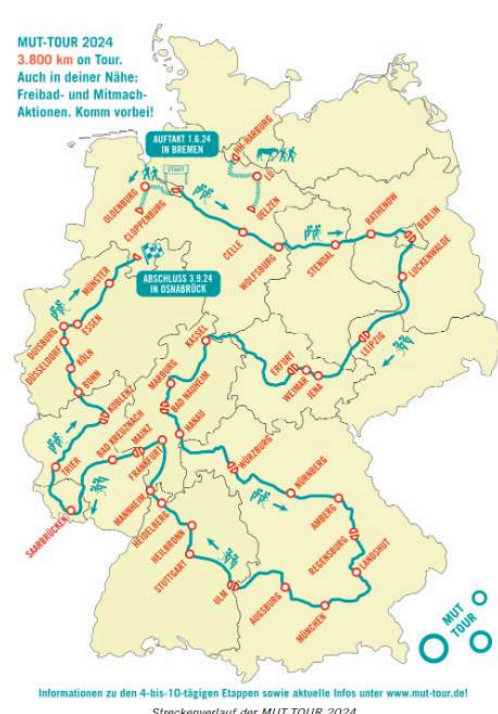 MUT-TOUR 2024
3.800 km on Tour.
Auch in deiner Nähe:
Freibad- und Mitmach-
Aktionen. Komm vorbei!
AUFTAKT 1.6.24
IN BREMEN
START
HH-HARBURG
LG
UELZEN
OLDENBURG
CLOPPENBURG
CELLE
WOLFSBURG
STENDAL
RATHENOW
BERLIN
LUCKENWALDE
ABSCHLUSS 3.9.24
IN OSNABRÜCK
MÜNSTER
ESSEN
DUISBURG
DÜSSELDORF
KÖLN
BONN
KASSEL
ERFURT
WEIMAR
JENA
LEIPZIG
MARBURG
BAD NAUHEIM
HANAU
KOBLENZ
BAD KREUZNACH
MAINZ
FRANKFURT
TRIER
SAARBRÜCKEN
MANNHEIM
HEIDELBERG
HEILBRONN
STUTTGART
WÜRZBURG
NÜRNBERG
AMBERG
REGENSBURG
LANDSHUT
ULM
AUGSBURG
MÜNCHEN
MUT
TOUR
Informationen zu den 4-bis-10-tägigen Etappen sowie aktuelle Infos unter www.mut-tour.de!
Streckenverlauf der MUT-TOUR 2024